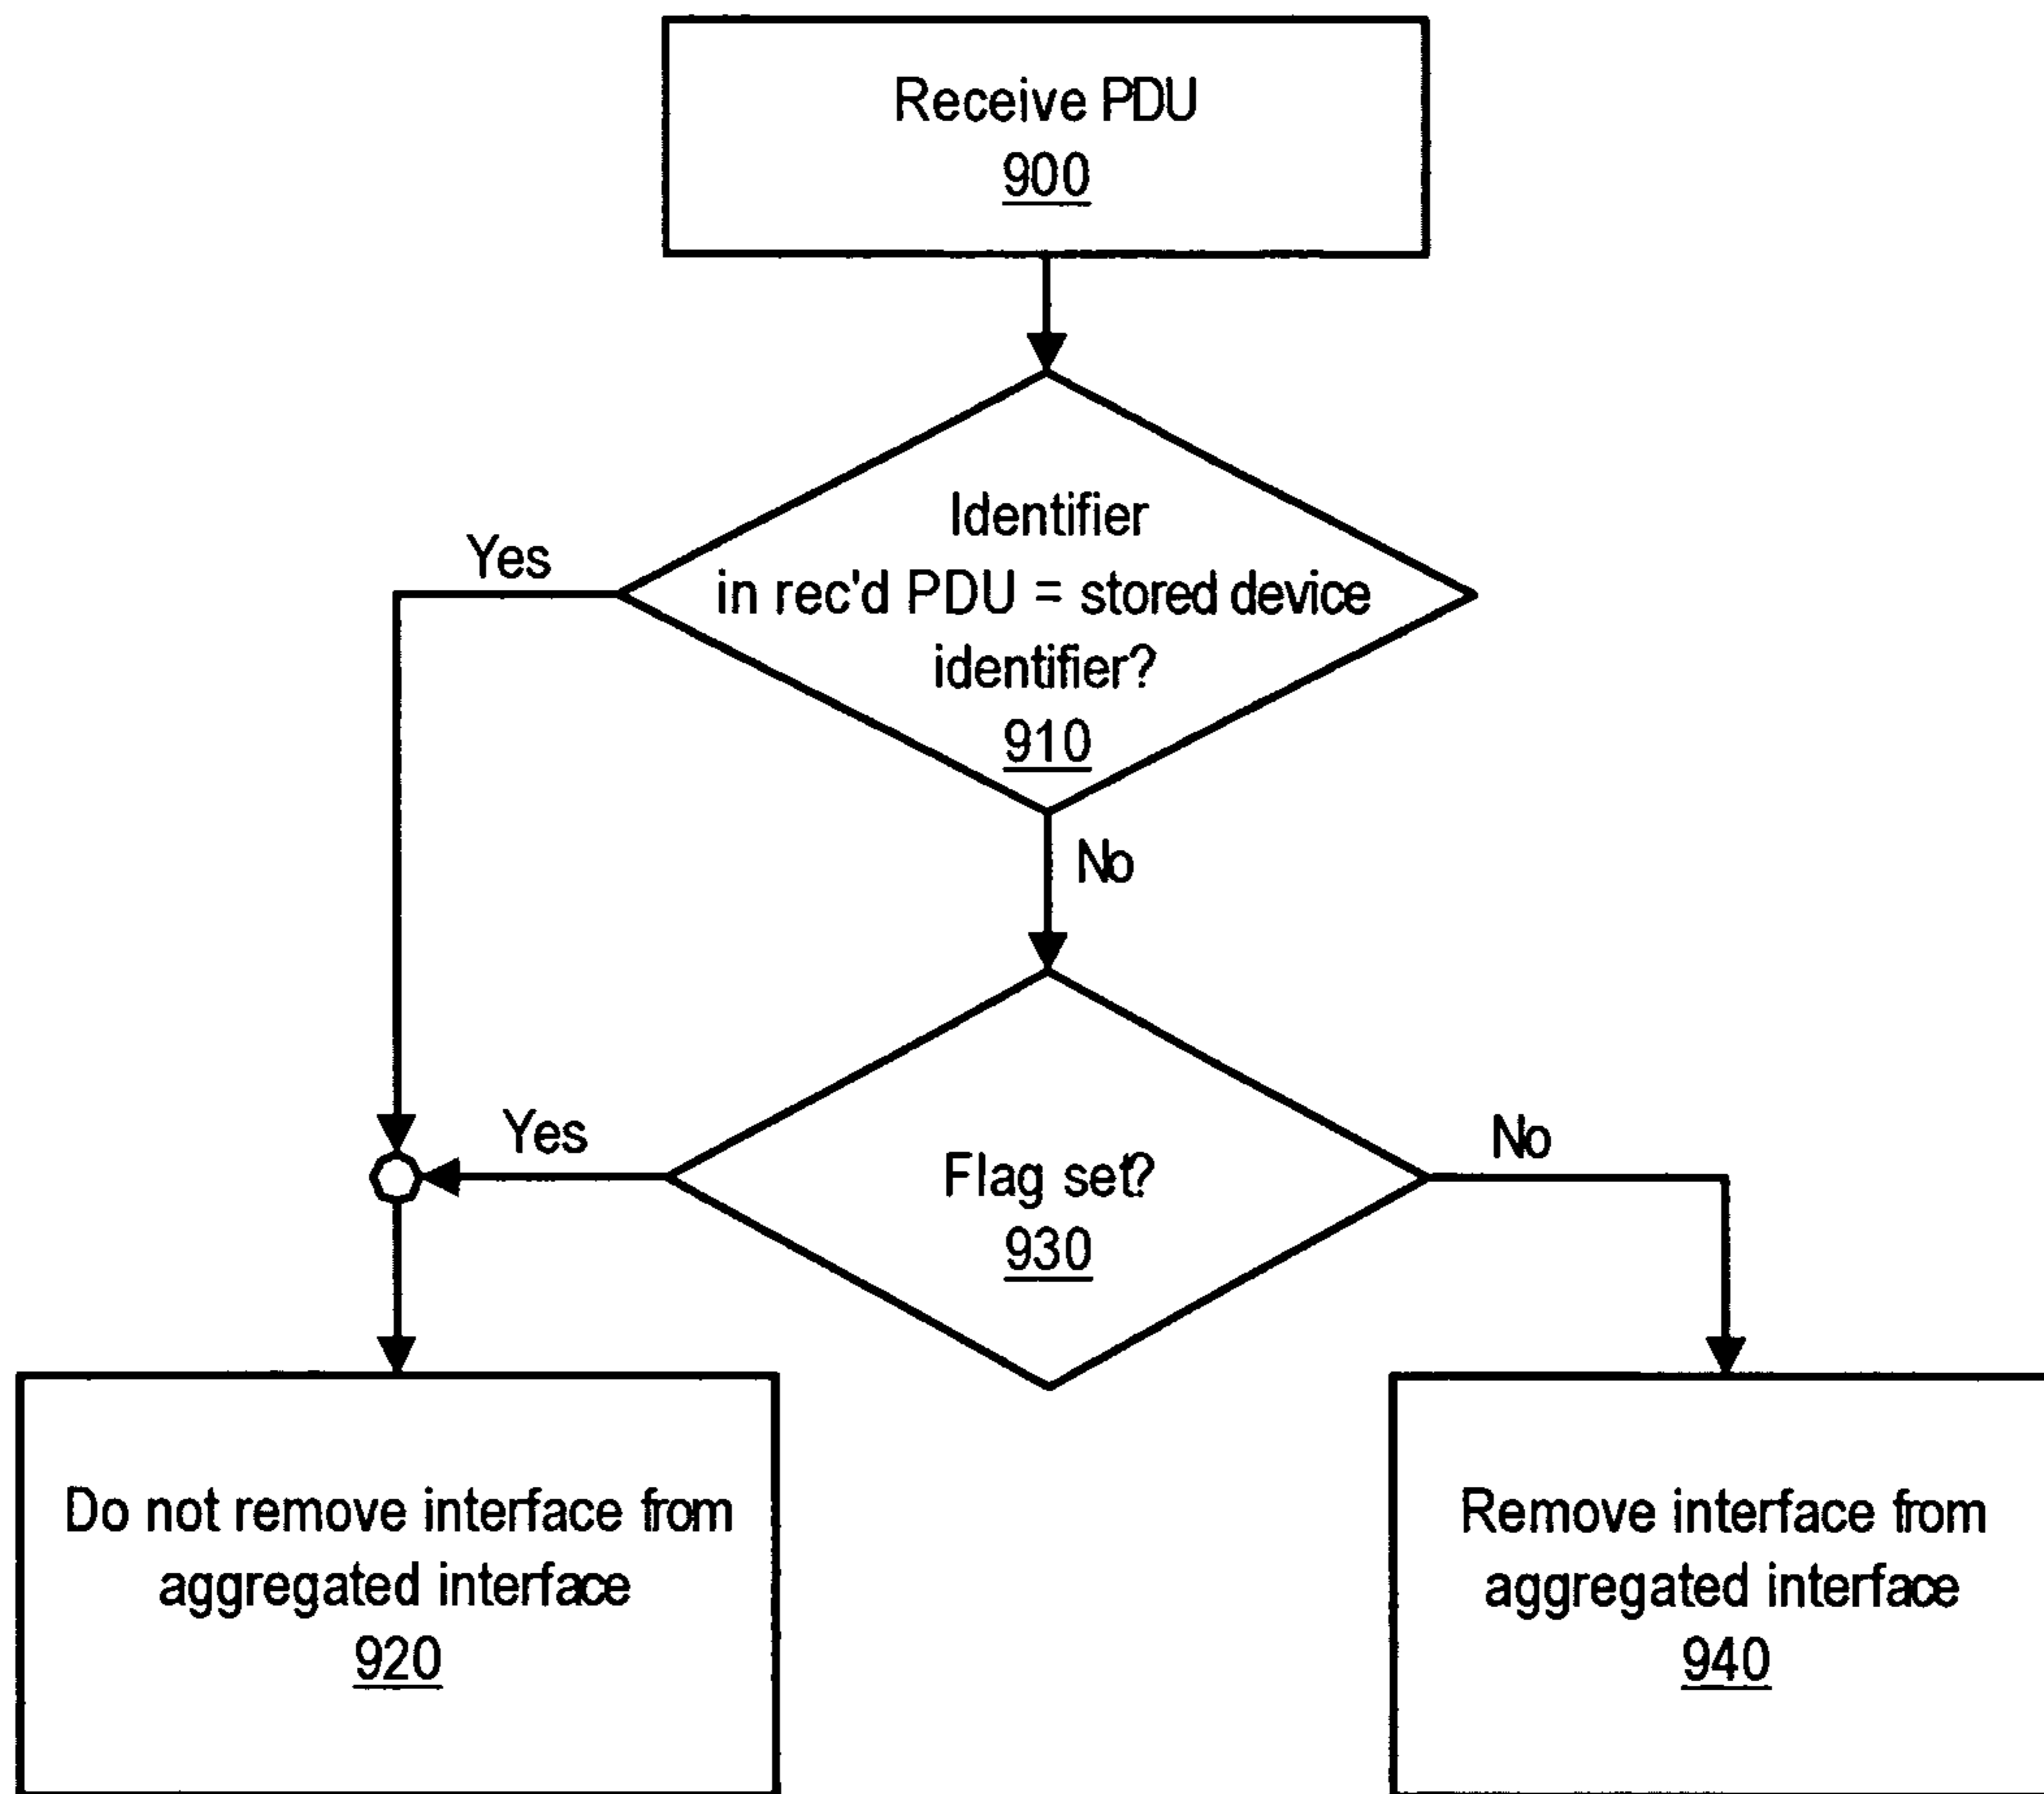 Receive PDU
900
Identifier
in rec'd PDU = stored device
identifier?
910
Yes
No
Yes
Flag set?
930
No
Do not remove interface from
aggregated interface
920
Remove interface from
aggregated interface
940